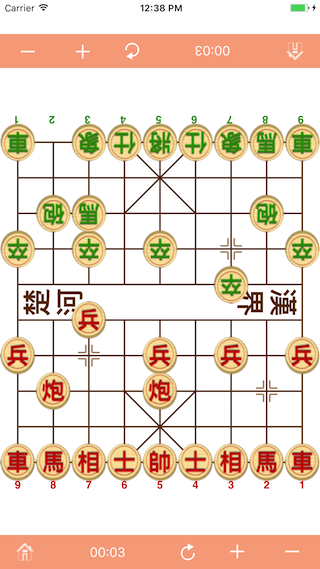 Carrier 12:38 PM
03:00
1 2 3 4 5 6 7 8 9
車 象 仕 將 仕 象 馬 車
砲 馬 砲
卒 卒 卒 卒
卒
楚河 漢界
兵
兵 兵 兵 兵
炮 炮
車 馬 相 士 帥 士 相 馬 車
9 8 7 6 5 4 3 2 1
00:03